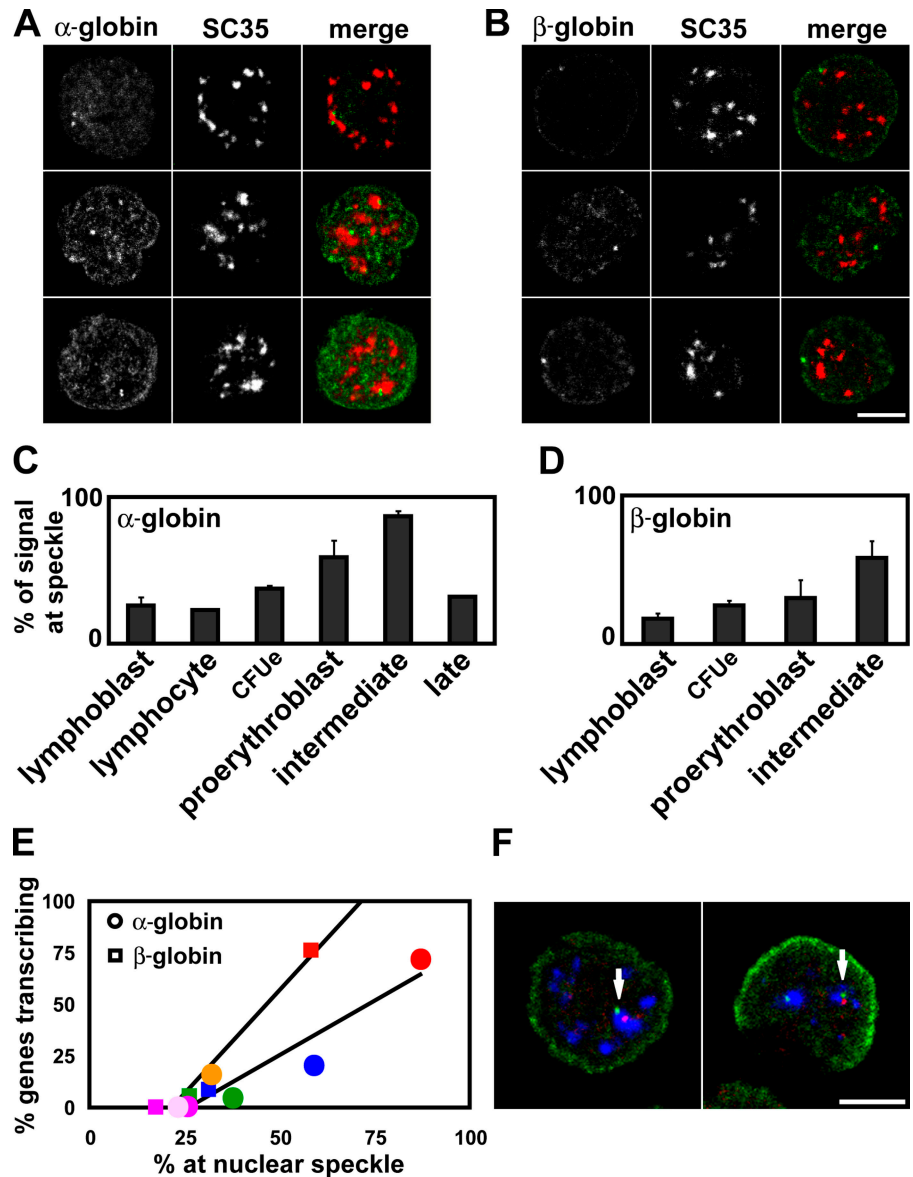 A
α-globin SC35 merge
B
β-globin SC35 merge
C
100
0
% of signal
at speckle
α-globin
lymphoblast
lymphocyte
CFUe
proerythroblast
intermediate
late
D
100
0
β-globin
lymphoblast
CFUe
proerythroblast
intermediate
E
% genes transcribing
100
75
50
25
0
α-globin
β-globin
0 25 50 75 100
% at nuclear speckle
F